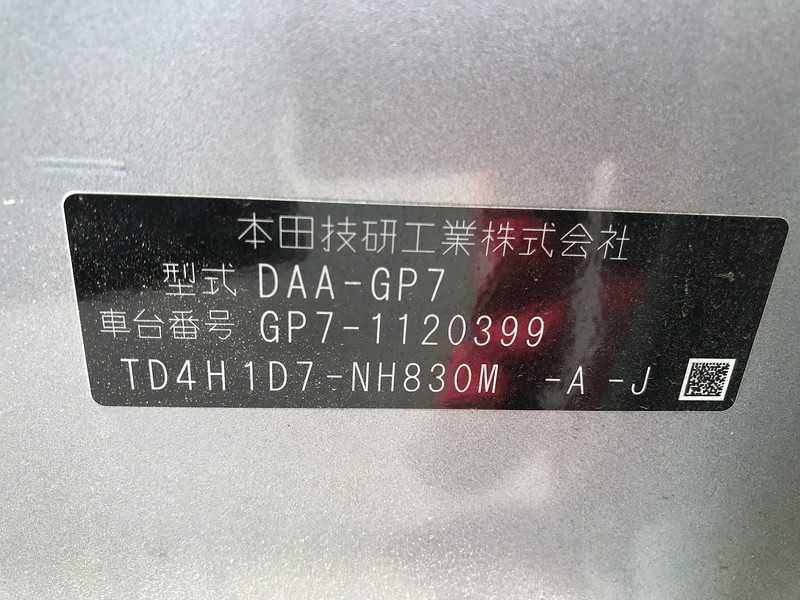 本田技研工業株式会社
型式 DAA-GP7
車台番号 GP7-1120399
TD4H1D7-NH830M -A -J